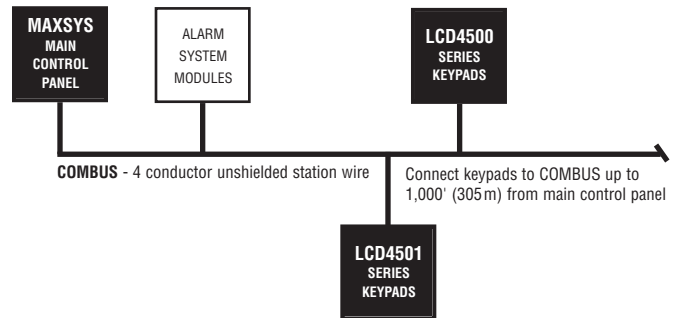 MAXSYS
MAIN
CONTROL
PANEL
ALARM
SYSTEM
MODULES
LCD4500
SERIES
KEYPADS
COMBUS - 4 conductor unshielded station wire
Connect keypads to COMBUS up to
1,000' (305m) from main control panel
LCD4501
SERIES
KEYPADS